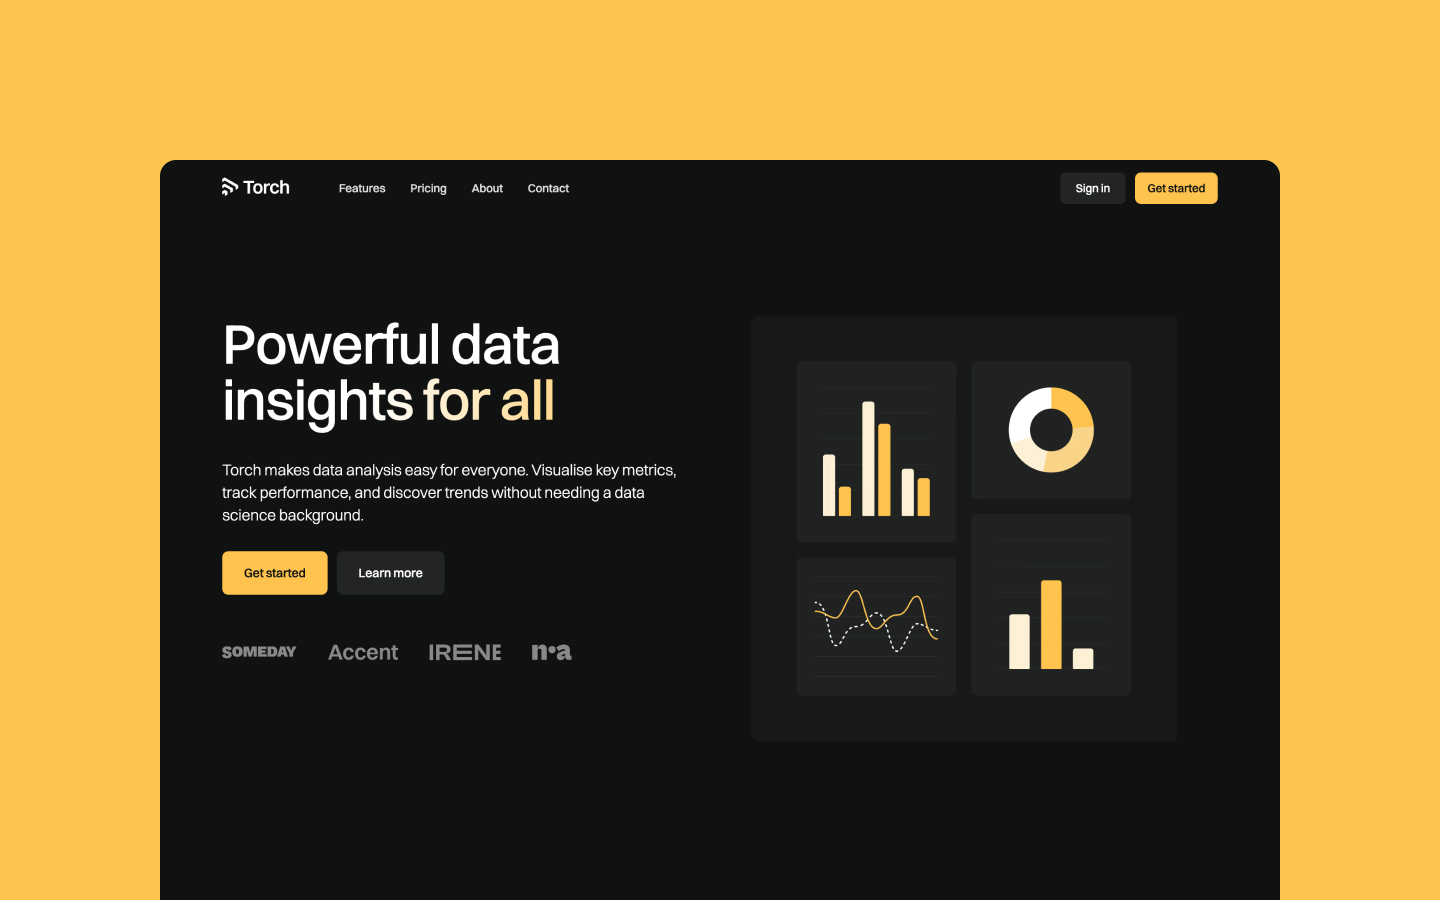 Torch
Features
Pricing
About
Contact
Sign in
Get started
Powerful data
insights for all
Torch makes data analysis easy for everyone. Visualise key metrics,
track performance, and discover trends without needing a data
science background.
Get started
Learn more
SOMEDAY
Accent
IRENE
n•a